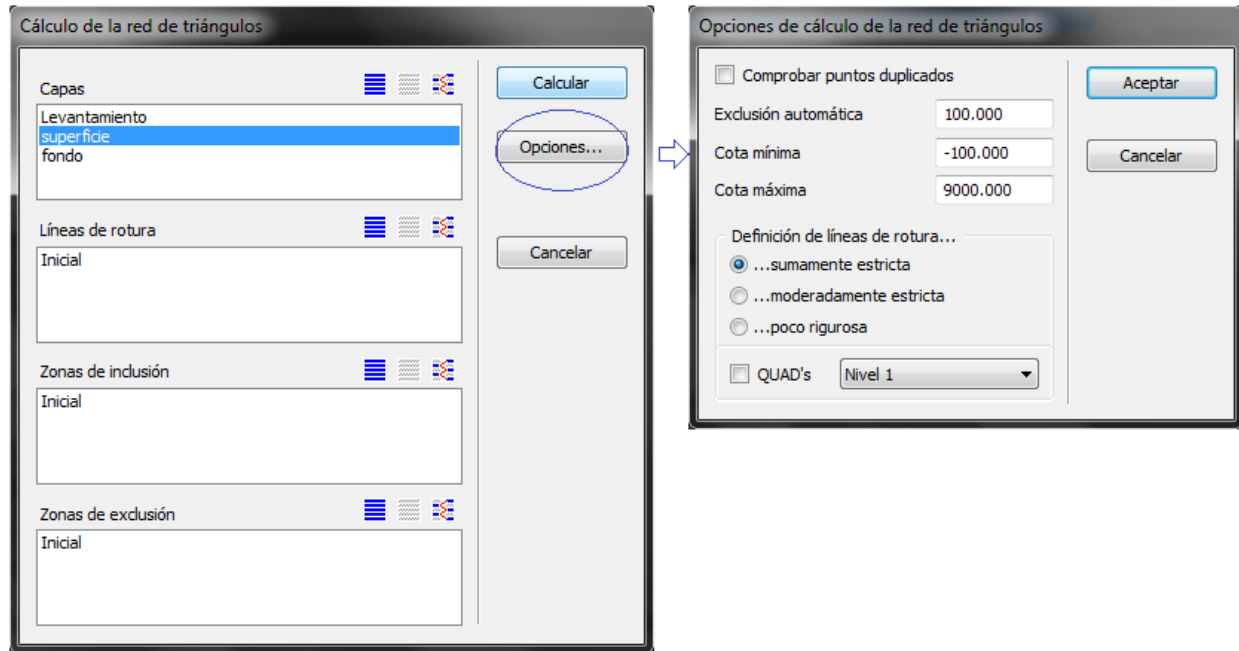 Cálculo de la red de triángulos
Capas
Levantamiento
superficie
fondo
Líneas de rotura
Inicial
Zonas de inclusión
Inicial
Zonas de exclusión
Inicial
Calcular
Opciones...
Cancelar
Opciones de cálculo de la red de triángulos
Comprobar puntos duplicados
Exclusión automática 100.000
Cota mínima -100.000
Cota máxima 9000.000
Definición de líneas de rotura...
...sumamente estricta
...moderadamente estricta
...poco rigurosa
QUAD's Nivel 1
Aceptar
Cancelar